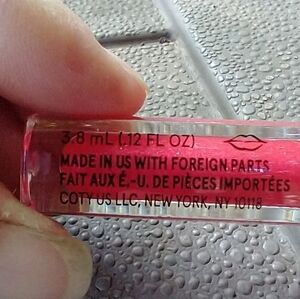 3.8 mL (.12 FL OZ)
MADE IN US WITH FOREIGN PARTS
FAIT AUX É.-U. DE PIÈCES IMPORTÉES
COTY US LLC, NEW YORK, NY 10118